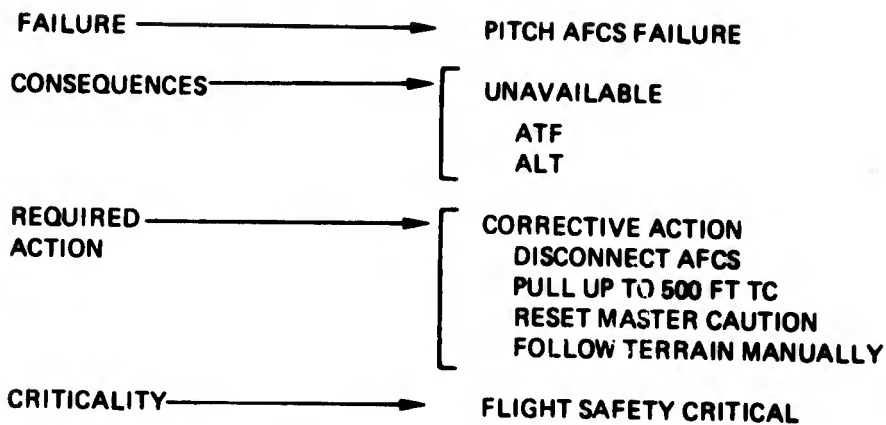 FAILURE PITCH AFCS FAILURE
CONSEQUENCES UNAVAILABLE
ATF
ALT
REQUIRED ACTION CORRECTIVE ACTION
DISCONNECT AFCS
PULL UP TO 500 FT TC
RESET MASTER CAUTION
FOLLOW TERRAIN MANUALLY
CRITICALITY FLIGHT SAFETY CRITICAL